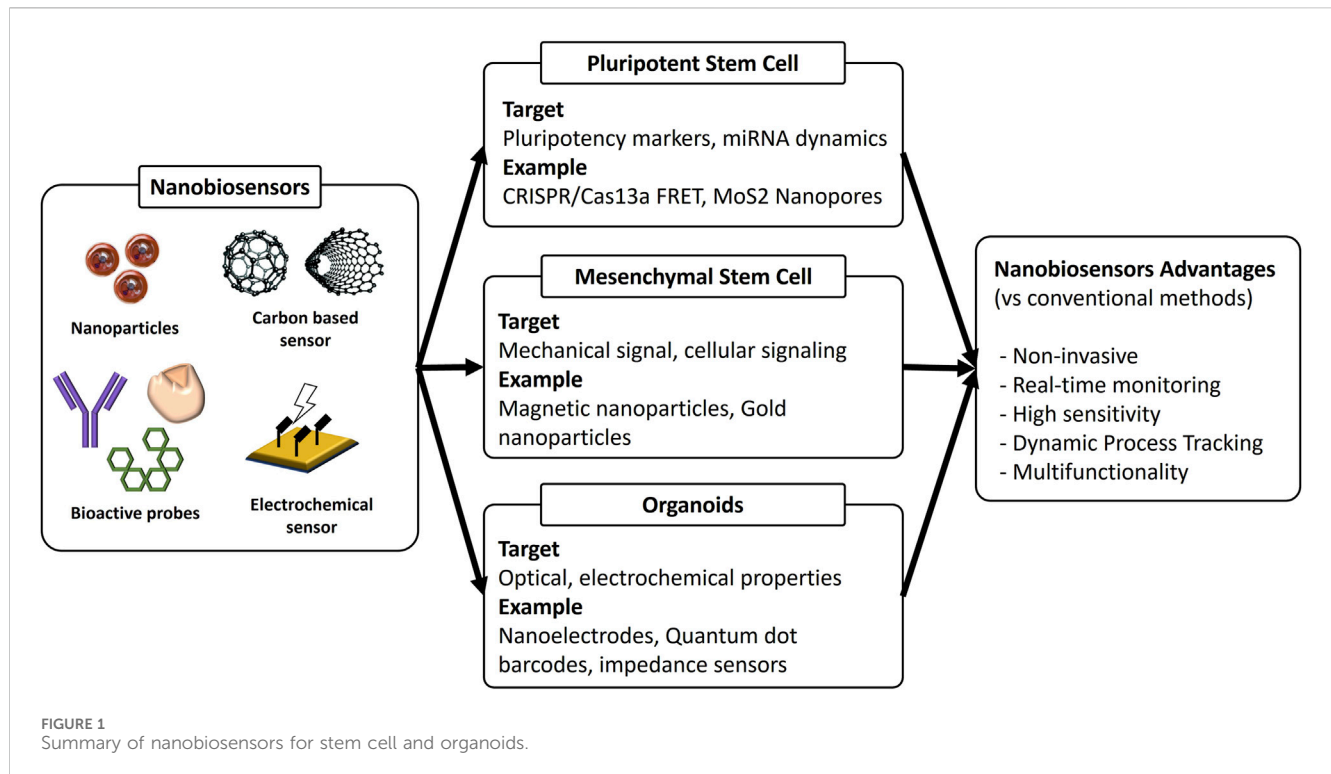 Nanobiosensors
Nanoparticles
Carbon based
sensor
Bioactive probes
Electrochemical
sensor
Pluripotent Stem Cell
Target
Pluripotency markers, miRNA dynamics
Example
CRISPR/Cas13a FRET, MoS2 Nanopores
Mesenchymal Stem Cell
Target
Mechanical signal, cellular signaling
Example
Magnetic nanoparticles, Gold
nanoparticles
Organoids
Target
Optical, electrochemical properties
Example
Nanoelectrodes, Quantum dot
barcodes, impedance sensors
Nanobiosensors Advantages
(vs conventional methods)
- Non-invasive
- Real-time monitoring
- High sensitivity
- Dynamic Process Tracking
- Multifunctionality
FIGURE 1
Summary of nanobiosensors for stem cell and organoids.